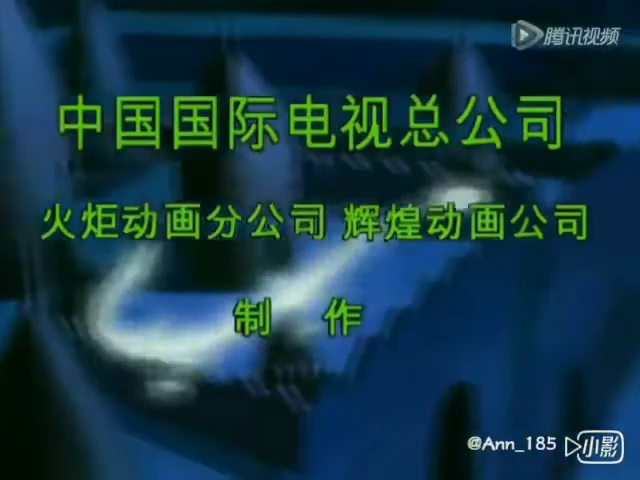 腾讯视频
中国国际电视总公司
火炬动画分公司 辉煌动画公司
制 作
@Ann_185 小影